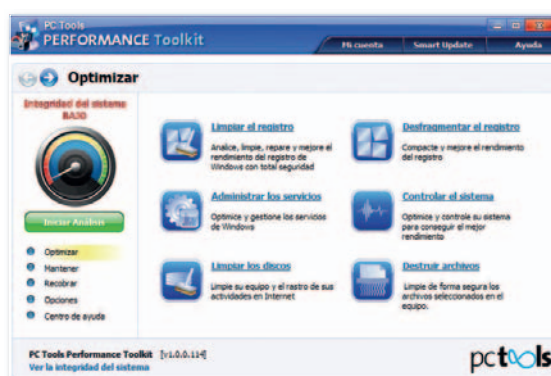 PC Tools
PERFORMANCE Toolkit
Mi cuenta
Smart Update
Ayuda
Optimizar
Integridad del sistema
BAJO
Iniciar Análisis
Optimizar
Mantener
Recobrar
Opciones
Centro de ayuda
Limpiar el registro
Analice, limpie, repare y mejore el
rendimiento del registro de
Windows con total seguridad
Desfragmentar el registro
Compacte y mejore el rendimiento
del registro
Administrar los servicios
Optimice y gestione los servicios
de Windows
Controlar el sistema
Optimice y controle su sistema
para conseguir el mejor
rendimiento
Limpiar los discos
Limpie su equipo y el rastro de sus
actividades en Internet
Destruir archivos
Limpie de forma segura los
archivos seleccionados en el
equipo.
PC Tools Performance Toolkit [v1.0.0.114]
Ver la integridad del sistema
pctools